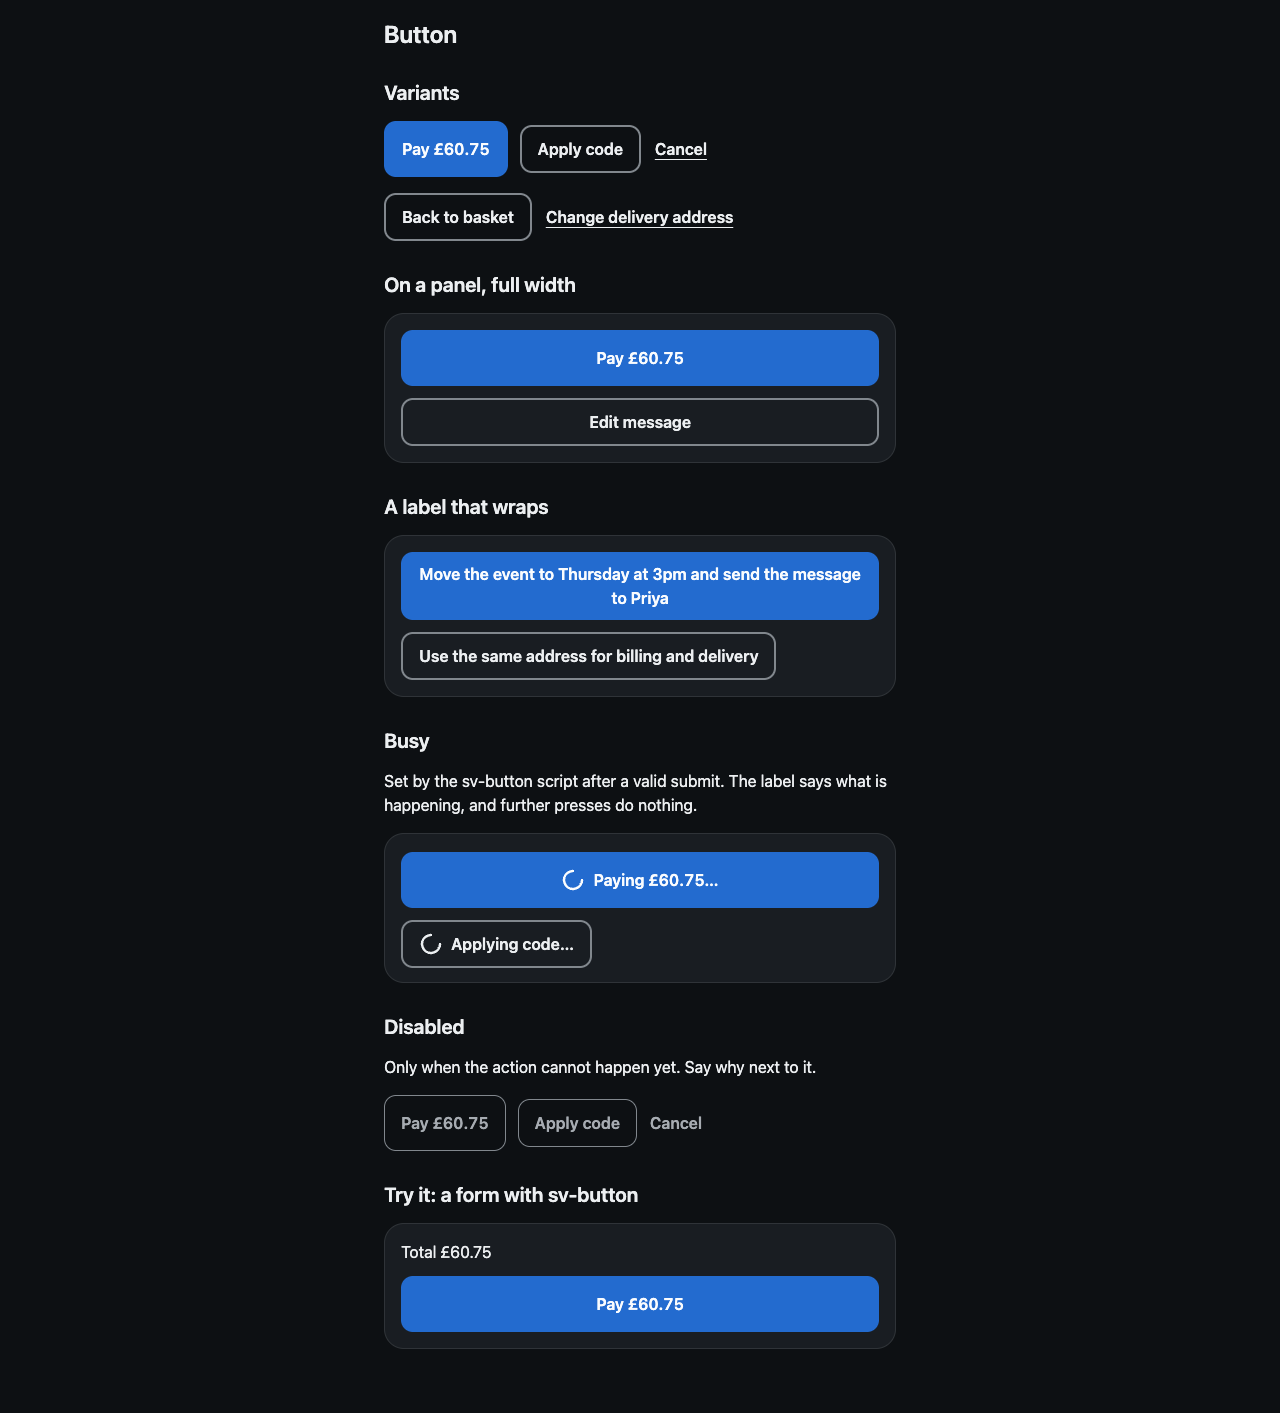 Button
Variants
Pay £60.75
Apply code
Cancel
Back to basket
Change delivery address
On a panel, full width
Pay £60.75
Edit message
A label that wraps
Move the event to Thursday at 3pm and send the message
to Priya
Use the same address for billing and delivery
Busy
Set by the sv-button script after a valid submit. The label says what is
happening, and further presses do nothing.
Paying £60.75...
Applying code...
Disabled
Only when the action cannot happen yet. Say why next to it.
Pay £60.75
Apply code
Cancel
Try it: a form with sv-button
Total £60.75
Pay £60.75